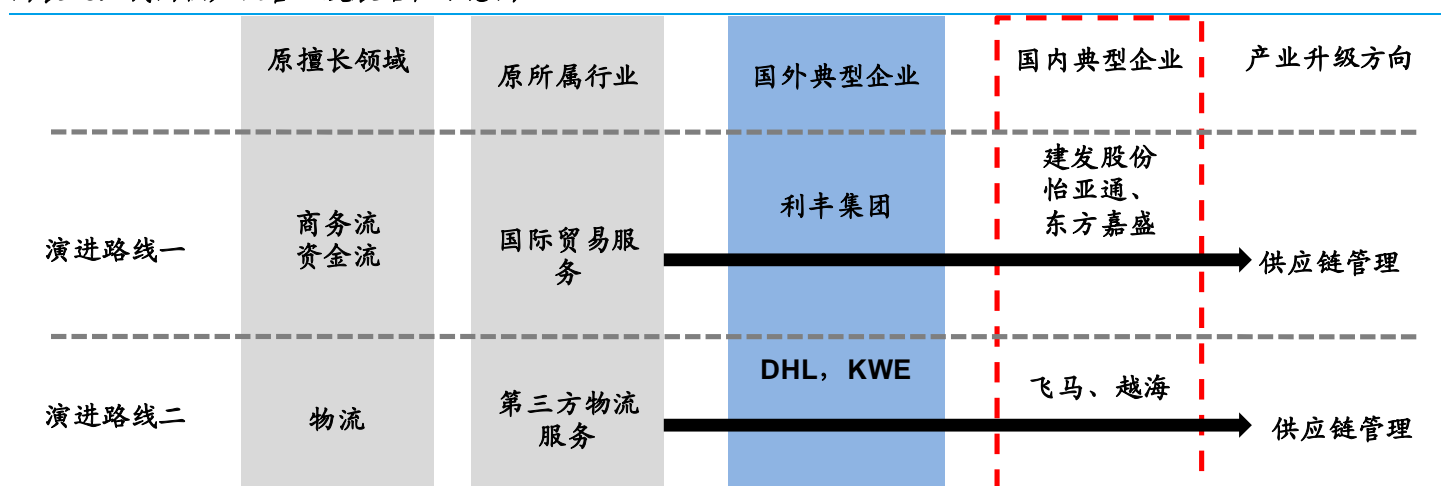 原擅长领域
原所属行业
国外典型企业
国内典型企业
产业升级方向
演进路线一
商务流
资金流
国际贸易服
务
利丰集团
建发股份
怡亚通、
东方嘉盛
供应链管理
演进路线二
物流
第三方物流
服务
DHL，KWE
飞马、越海
供应链管理